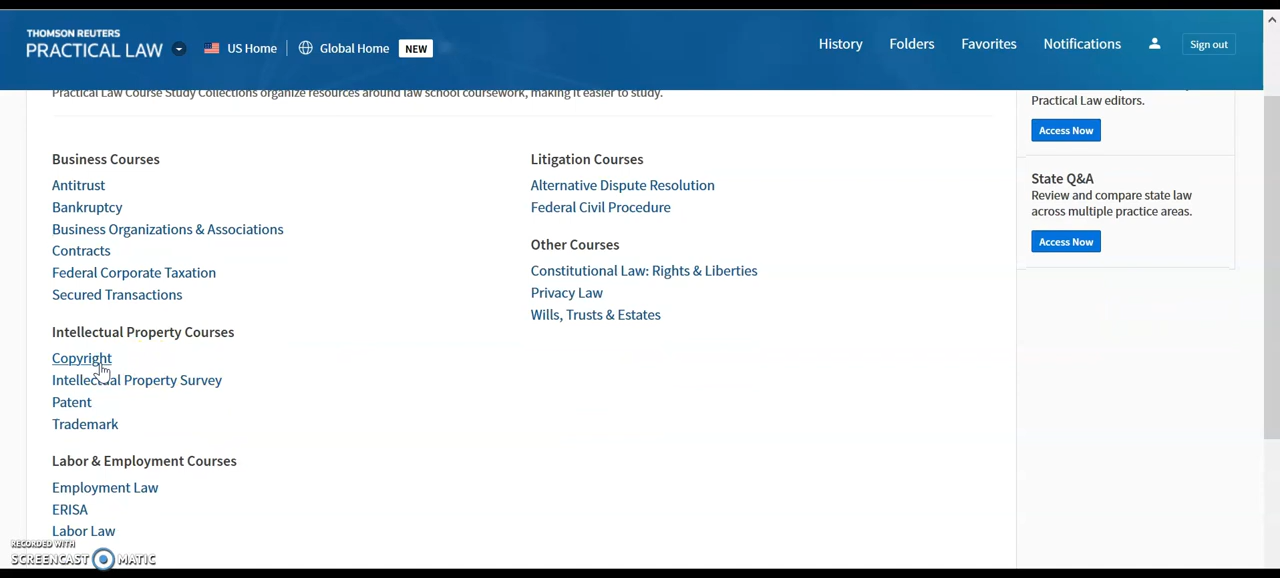 THOMSON REUTERS
PRACTICAL LAW
US Home
Global Home
NEW
History
Folders
Favorites
Notifications
Sign out
Practical Law Course Study Collections organize resources around law school coursework, making it easier to study.
Business Courses
Antitrust
Bankruptcy
Business Organizations & Associations
Contracts
Federal Corporate Taxation
Secured Transactions
Intellectual Property Courses
Copyright
Intellectual Property Survey
Patent
Trademark
Labor & Employment Courses
Employment Law
ERISA
Labor Law
Litigation Courses
Alternative Dispute Resolution
Federal Civil Procedure
Other Courses
Constitutional Law: Rights & Liberties
Privacy Law
Wills, Trusts & Estates
Practical Law editors.
Access Now
State Q&A
Review and compare state law
across multiple practice areas.
Access Now
RECORDED WITH
SCREENCAST MATIC